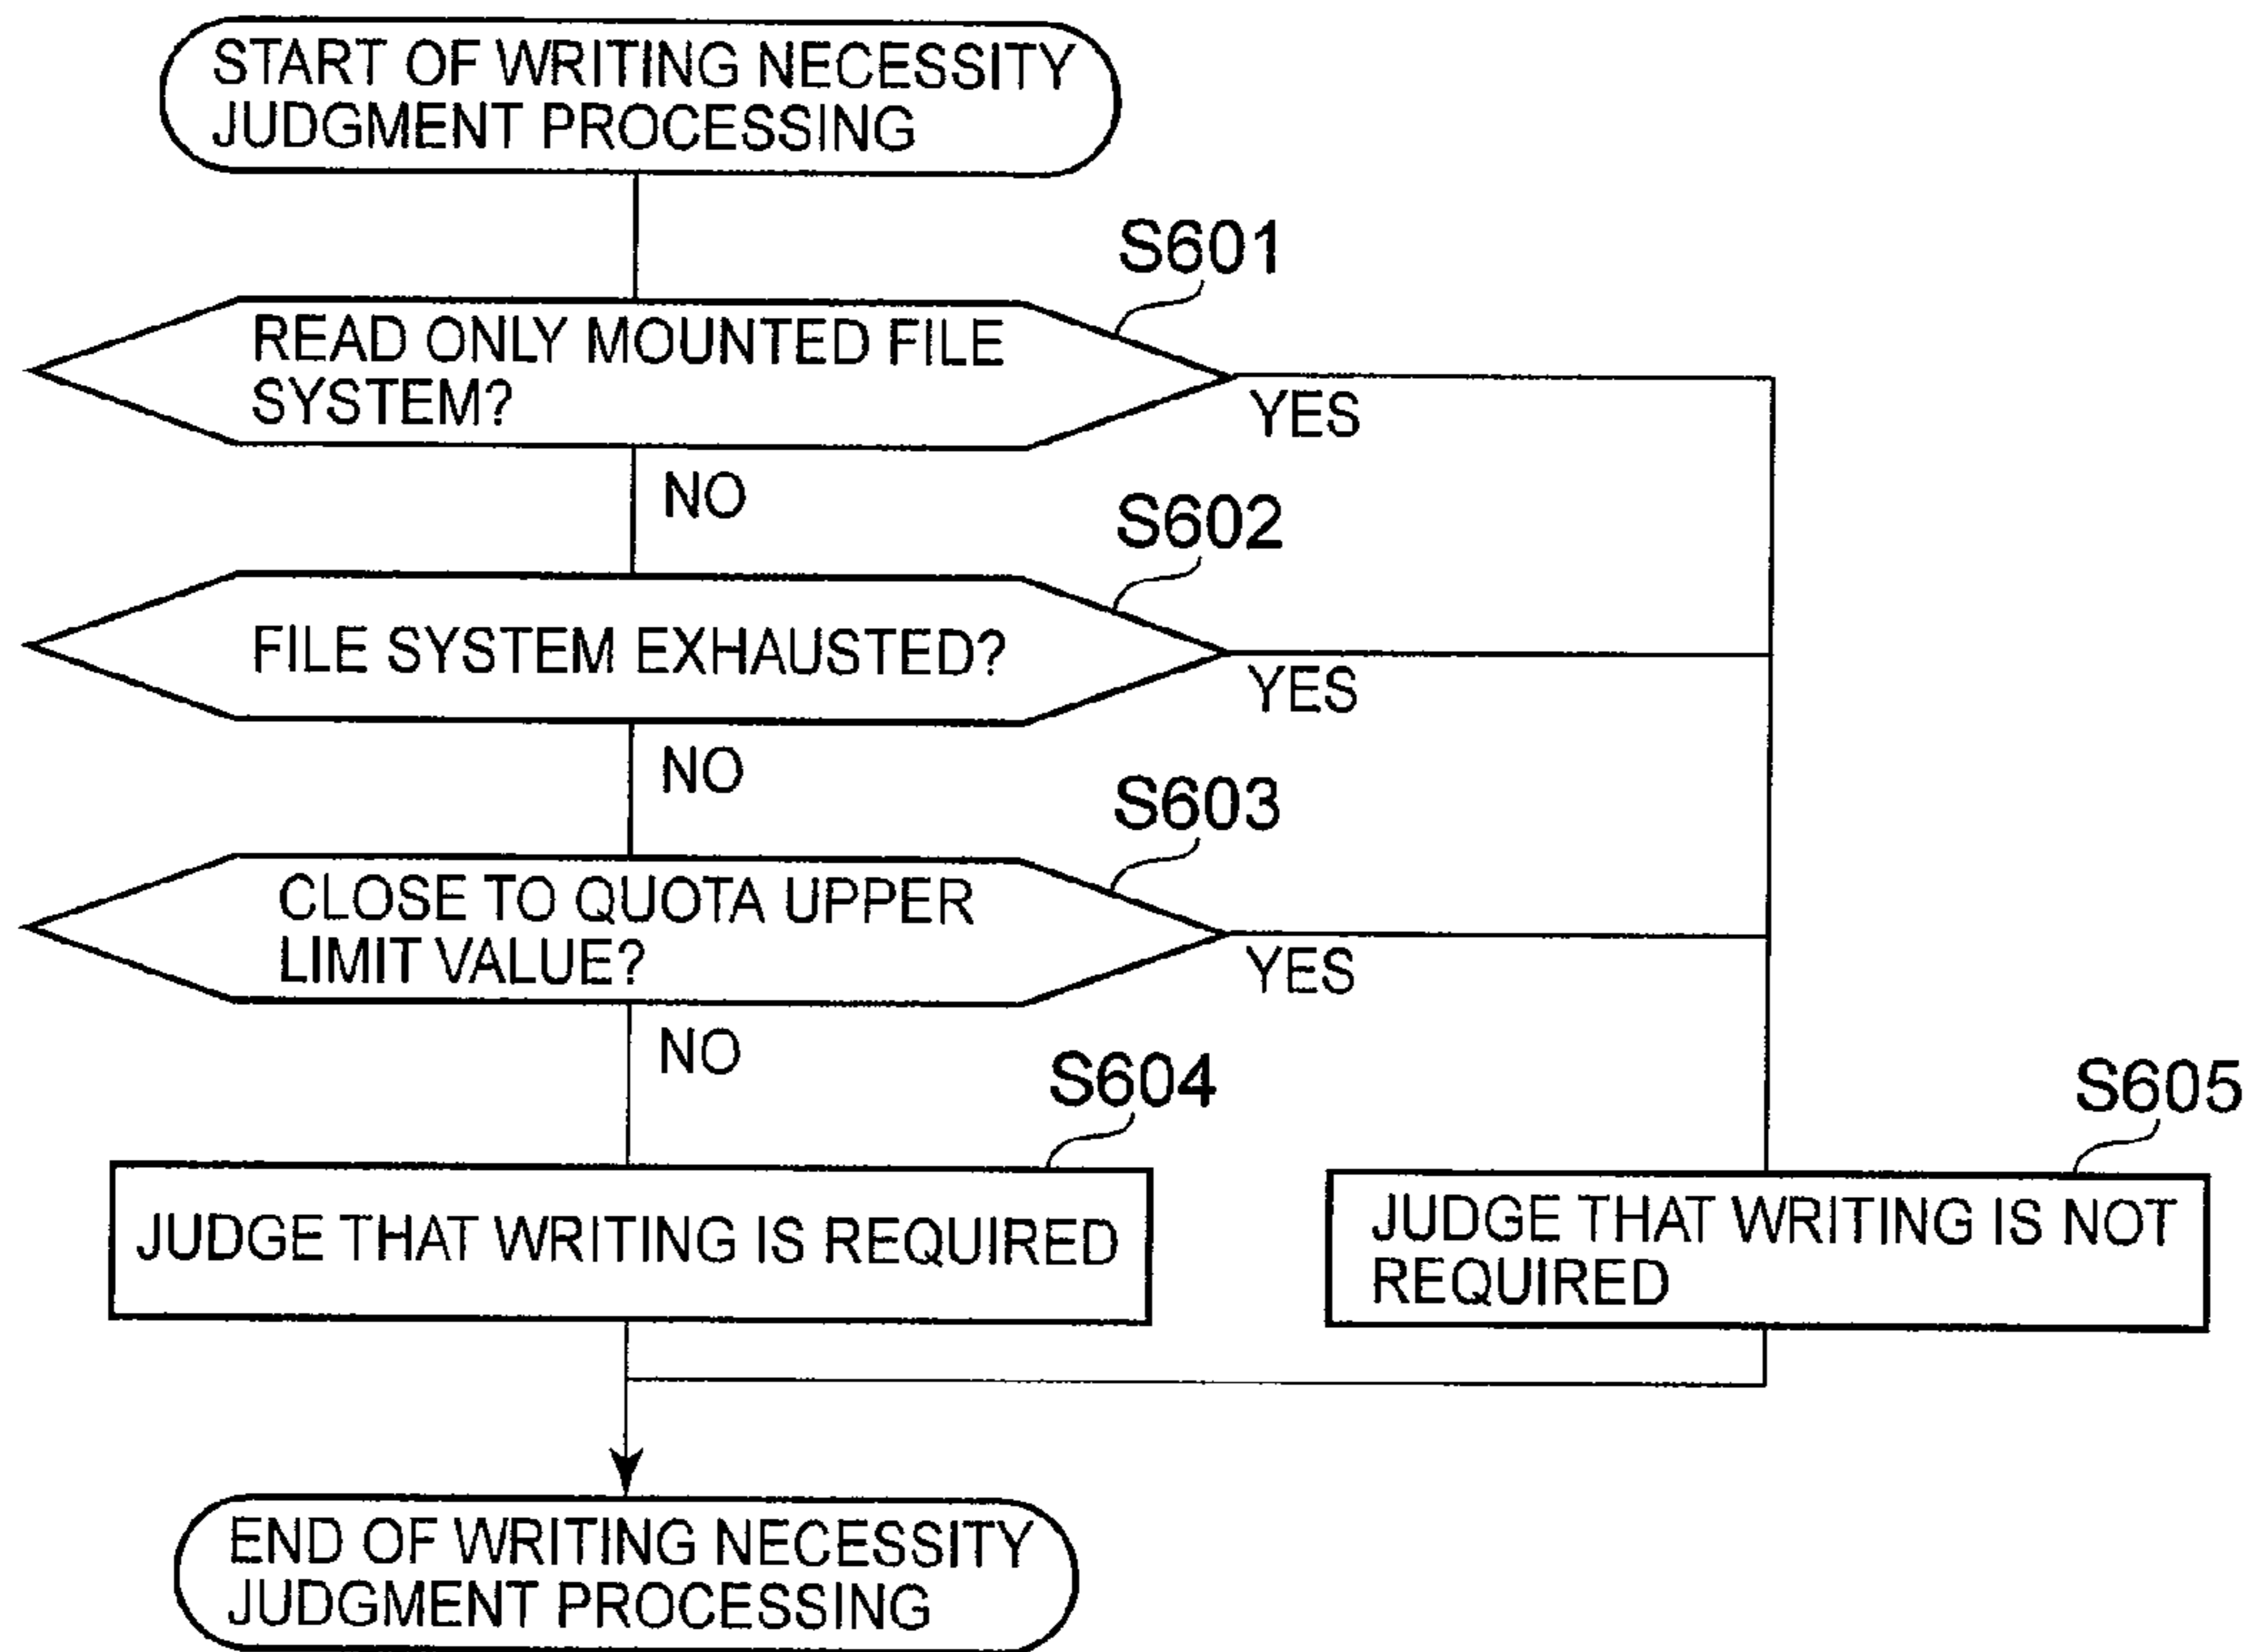 START OF WRITING NECESSITY
JUDGMENT PROCESSING
S601
READ ONLY MOUNTED FILE
SYSTEM?
YES
NO
S602
FILE SYSTEM EXHAUSTED?
YES
NO
S603
CLOSE TO QUOTA UPPER
LIMIT VALUE?
YES
NO
S604
JUDGE THAT WRITING IS REQUIRED
S605
JUDGE THAT WRITING IS NOT
REQUIRED
END OF WRITING NECESSITY
JUDGMENT PROCESSING